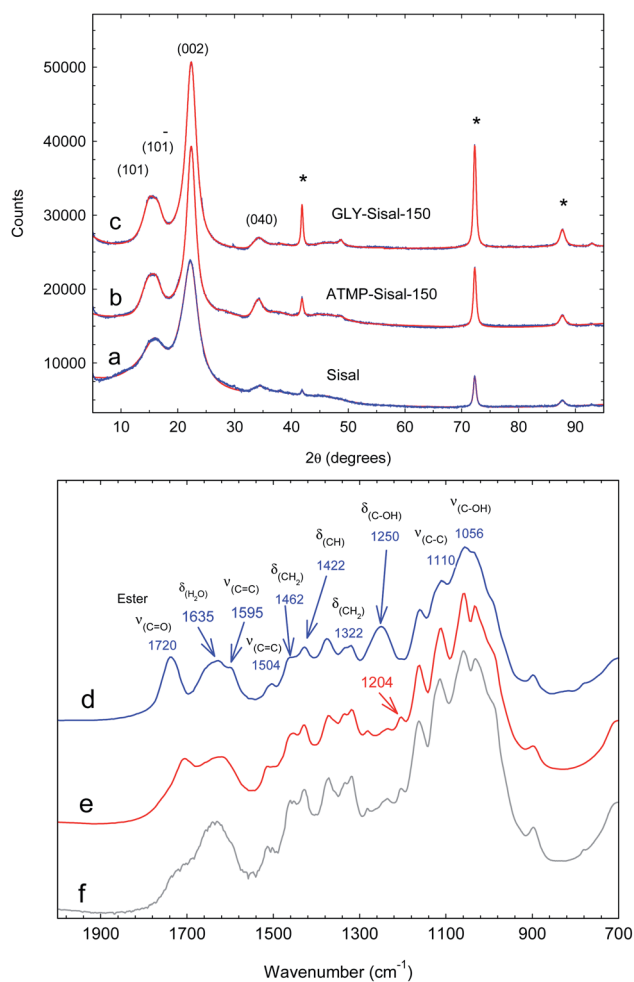 (002)
50000
-
(101)
(101)
*
*
*
40000
30000
(040)
c
GLY-Sisal-150
Counts
20000
b
ATMP-Sisal-150
10000
a
Sisal
10 20 30 40 50 60 70 80 90
2θ (degrees)
ν(C-OH)
1056
δ(C-OH)
1250
ν(C-C)
1110
δ(CH)
1422
δ(CH2)
1462
ν(C=C)
1595
δ(H2O)
1635
Ester
ν(C=O)
1720
δ(CH2)
1322
ν(C=C)
1504
d
1204
e
f
1900 1700 1500 1300 1100 900 700
Wavenumber (cm-1)